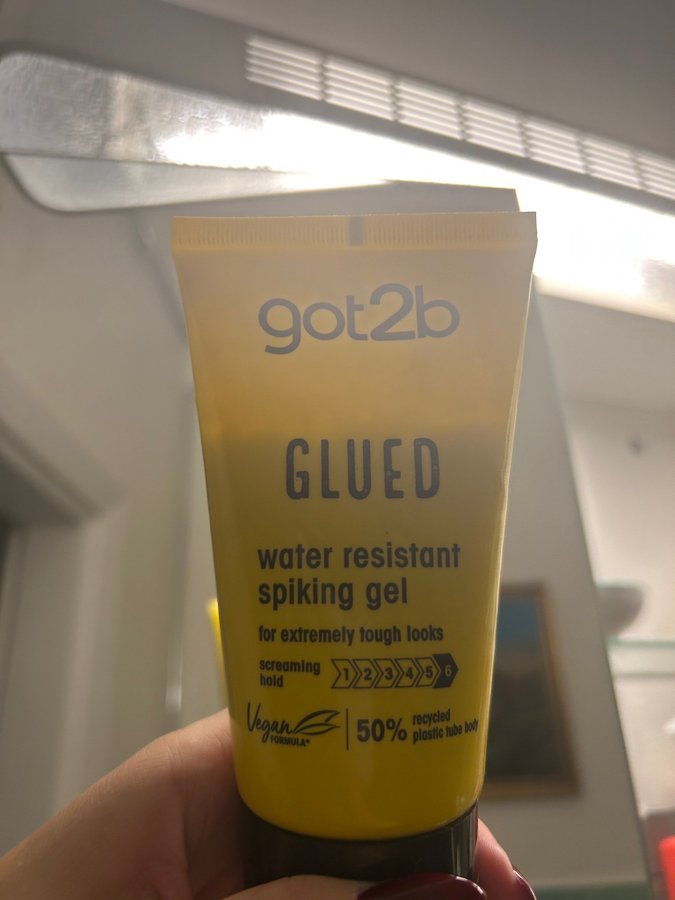 got2b
GLUED
water resistant
spiking gel
for extremely tough looks
screaming
hold
1 2 3 4 5 6
Vegan
FORMULA*
50%
recycled
plastic tube body